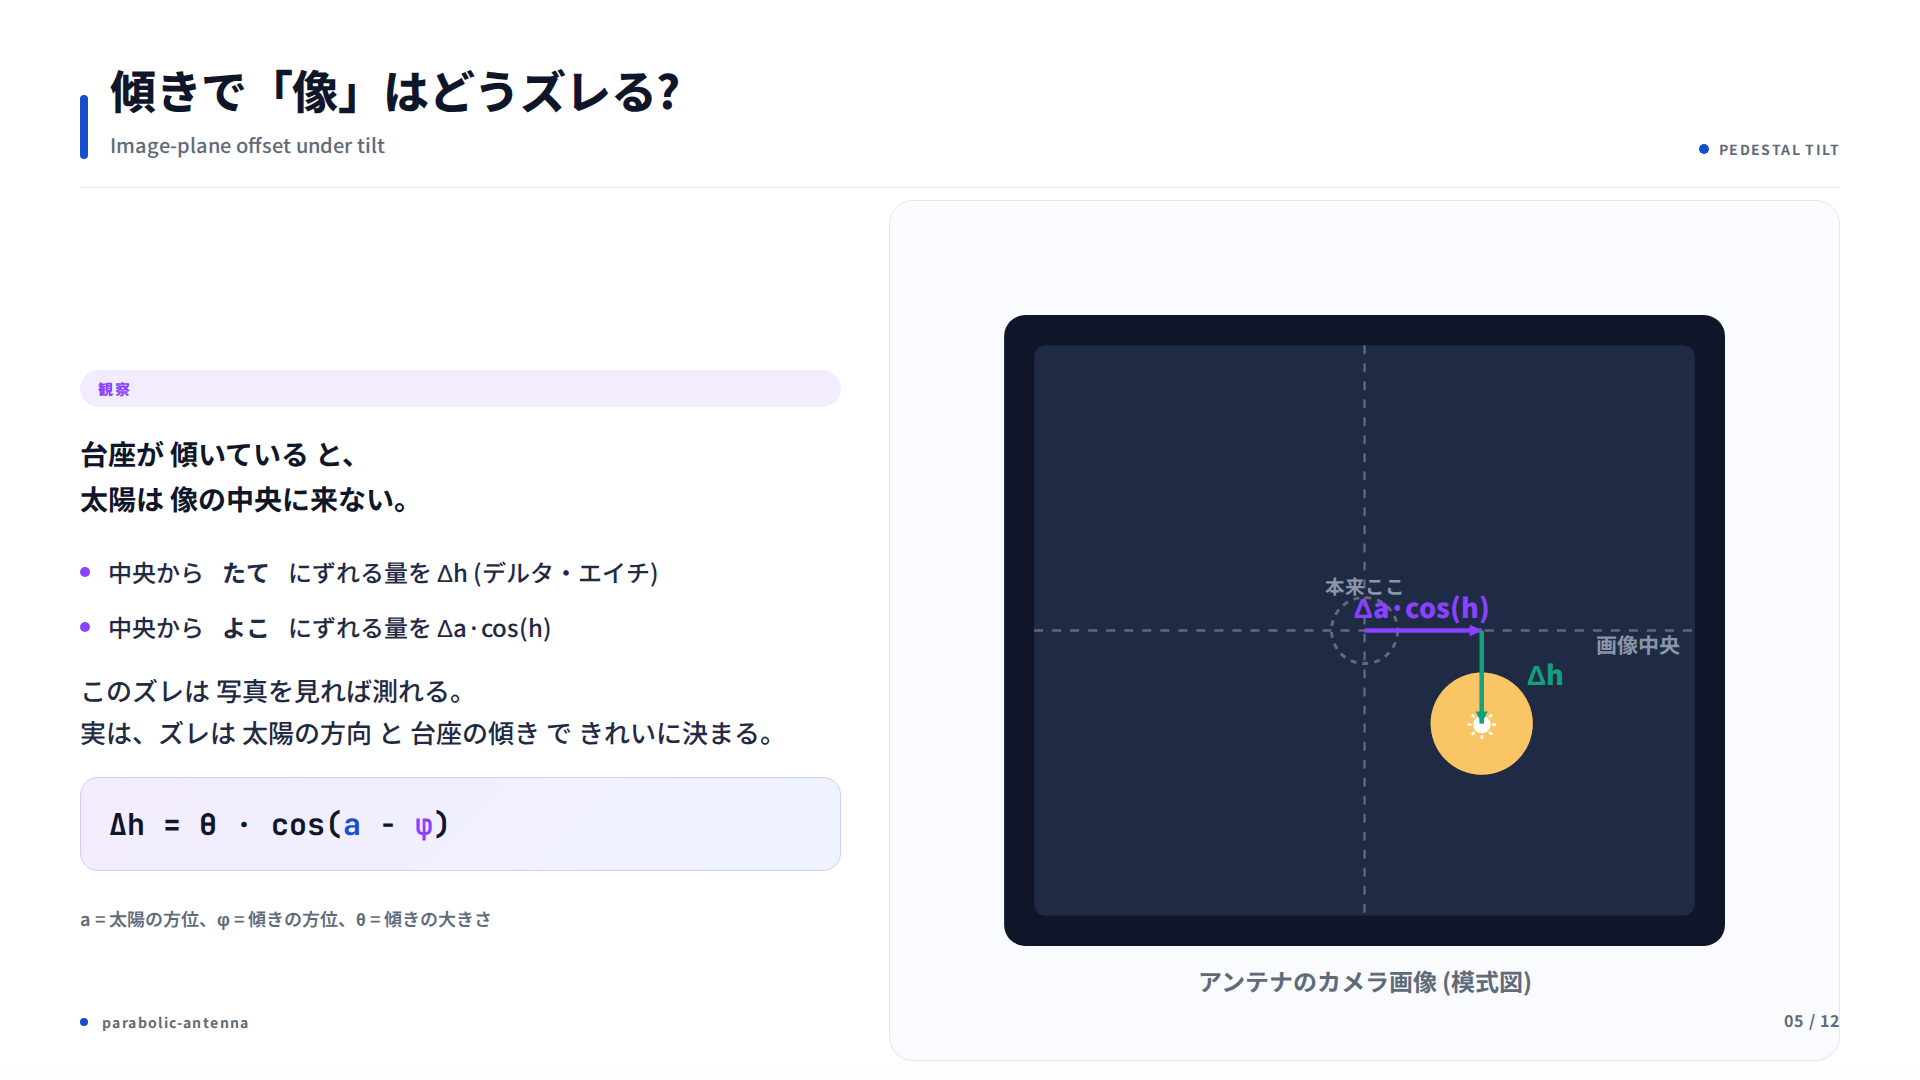 傾きで「像」はどうズレる?
Image-plane offset under tilt
PEDESTAL TILT
観察
台座が 傾いている と、
太陽は 像の中央に来ない。
中央から たて にずれる量を Δh (デルタ・エイチ)
中央から よこ にずれる量を Δa·cos(h)
このズレは 写真を見れば測れる。
実は、ズレは 太陽の方向 と 台座の傾き で きれいに決まる。
Δh = θ · cos(a - φ)
a = 太陽の方位、φ = 傾きの方位、θ = 傾きの大きさ
本来ここ
Δa·cos(h)
画像中央
Δh
アンテナのカメラ画像 (模式図)
parabolic-antenna
05 / 12